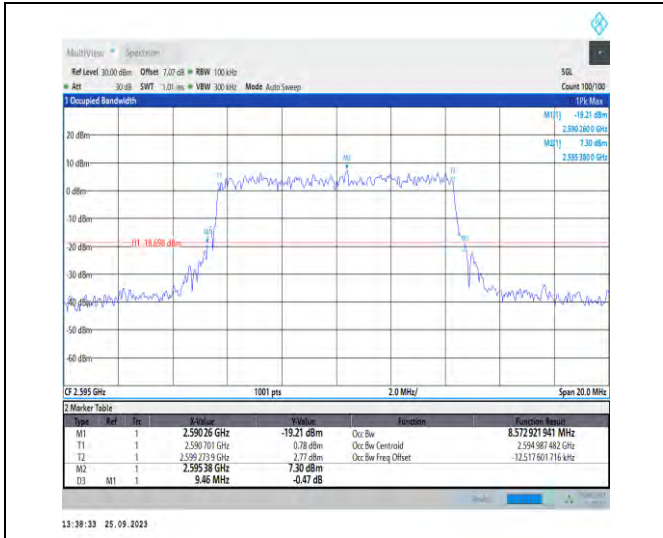 MultiView Spectrum
Ref Level 30.00 dBm Offset 7.07 dB RBW 100 kHz SGL
Att 30 dB SWT 1.01 ms VBW 300 kHz Mode Auto Sweep Count 100/100
1 Occupied Bandwidth 1Pk Max
M1[1] -19.21 dBm
2.590 260 0 GHz
20 dBm
M2[1] 7.30 dBm
2.595 380 0 GHz
10 dBm
M2
T1
0 dBm
-10 dBm
H1 -18.698 dBm
-20 dBm
-30 dBm
-40 dBm
-50 dBm
-60 dBm
CF 2.595 GHz 1001 pts 2.0 MHz/ Span 20.0 MHz
2 Marker Table
Type Ref Trc X-Value Y-Value Function Function Result
M1 1 2.590 26 GHz -19.21 dBm Occ Bw 8.572 921 941 MHz
T1 1 2.590 701 GHz 0.78 dBm Occ Bw Centroid 2.594 987 482 GHz
T2 1 2.599 273 9 GHz 2.77 dBm Occ Bw Freq Offset -12.517 601 716 kHz
M2 1 2.595 38 GHz 7.30 dBm
D3 M1 1 9.46 MHz -0.47 dB
13:38:33 25.09.2023